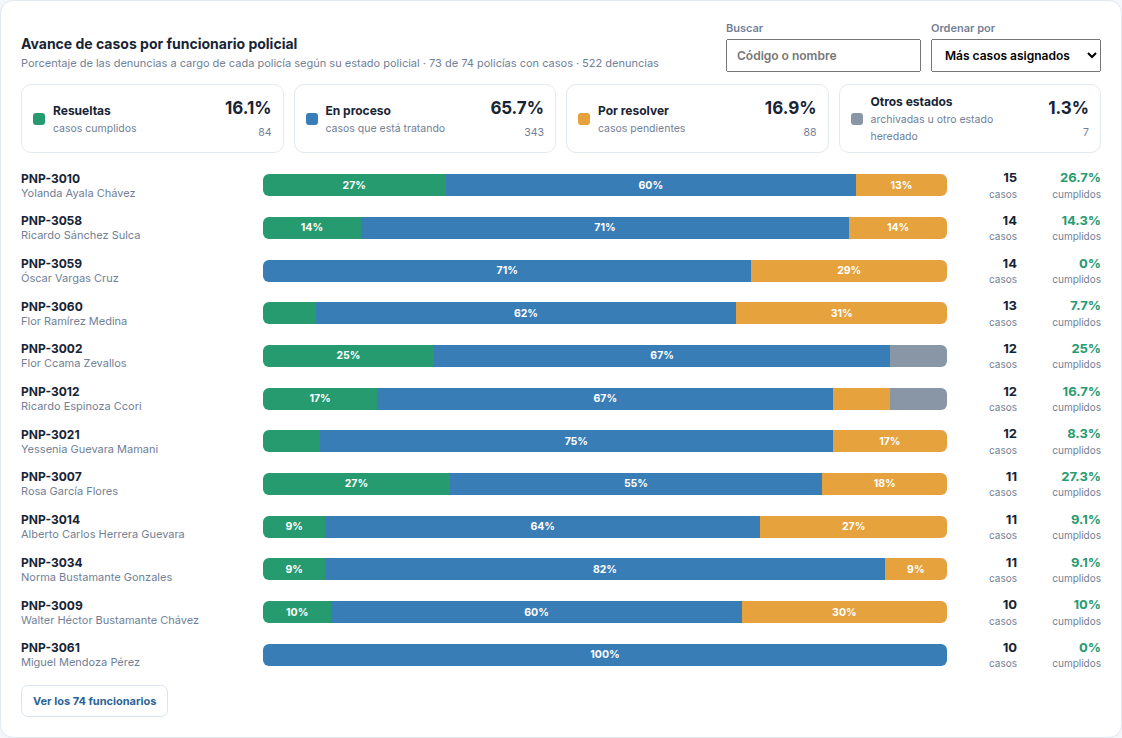 Avance de casos por funcionario policial
Porcentaje de las denuncias a cargo de cada policía según su estado policial · 73 de 74 policías con casos · 522 denuncias
Buscar
Código o nombre
Ordenar por
Más casos asignados
Resueltas
casos cumplidos
16.1%
84
En proceso
casos que está tratando
65.7%
343
Por resolver
casos pendientes
16.9%
88
Otros estados
archivadas u otro estado
heredado
1.3%
7
PNP-3010
Yolanda Ayala Chávez
27% 60% 13%
15 casos
26.7% cumplidos
PNP-3058
Ricardo Sánchez Sulca
14% 71% 14%
14 casos
14.3% cumplidos
PNP-3059
Óscar Vargas Cruz
71% 29%
14 casos
0% cumplidos
PNP-3060
Flor Ramírez Medina
62% 31%
13 casos
7.7% cumplidos
PNP-3002
Flor Ccama Zevallos
25% 67%
12 casos
25% cumplidos
PNP-3012
Ricardo Espinoza Ccori
17% 67%
12 casos
16.7% cumplidos
PNP-3021
Yessenia Guevara Mamani
75% 17%
12 casos
8.3% cumplidos
PNP-3007
Rosa García Flores
27% 55% 18%
11 casos
27.3% cumplidos
PNP-3014
Alberto Carlos Herrera Guevara
9% 64% 27%
11 casos
9.1% cumplidos
PNP-3034
Norma Bustamante Gonzales
9% 82% 9%
11 casos
9.1% cumplidos
PNP-3009
Walter Héctor Bustamante Chávez
10% 60% 30%
10 casos
10% cumplidos
PNP-3061
Miguel Mendoza Pérez
100%
10 casos
0% cumplidos
Ver los 74 funcionarios